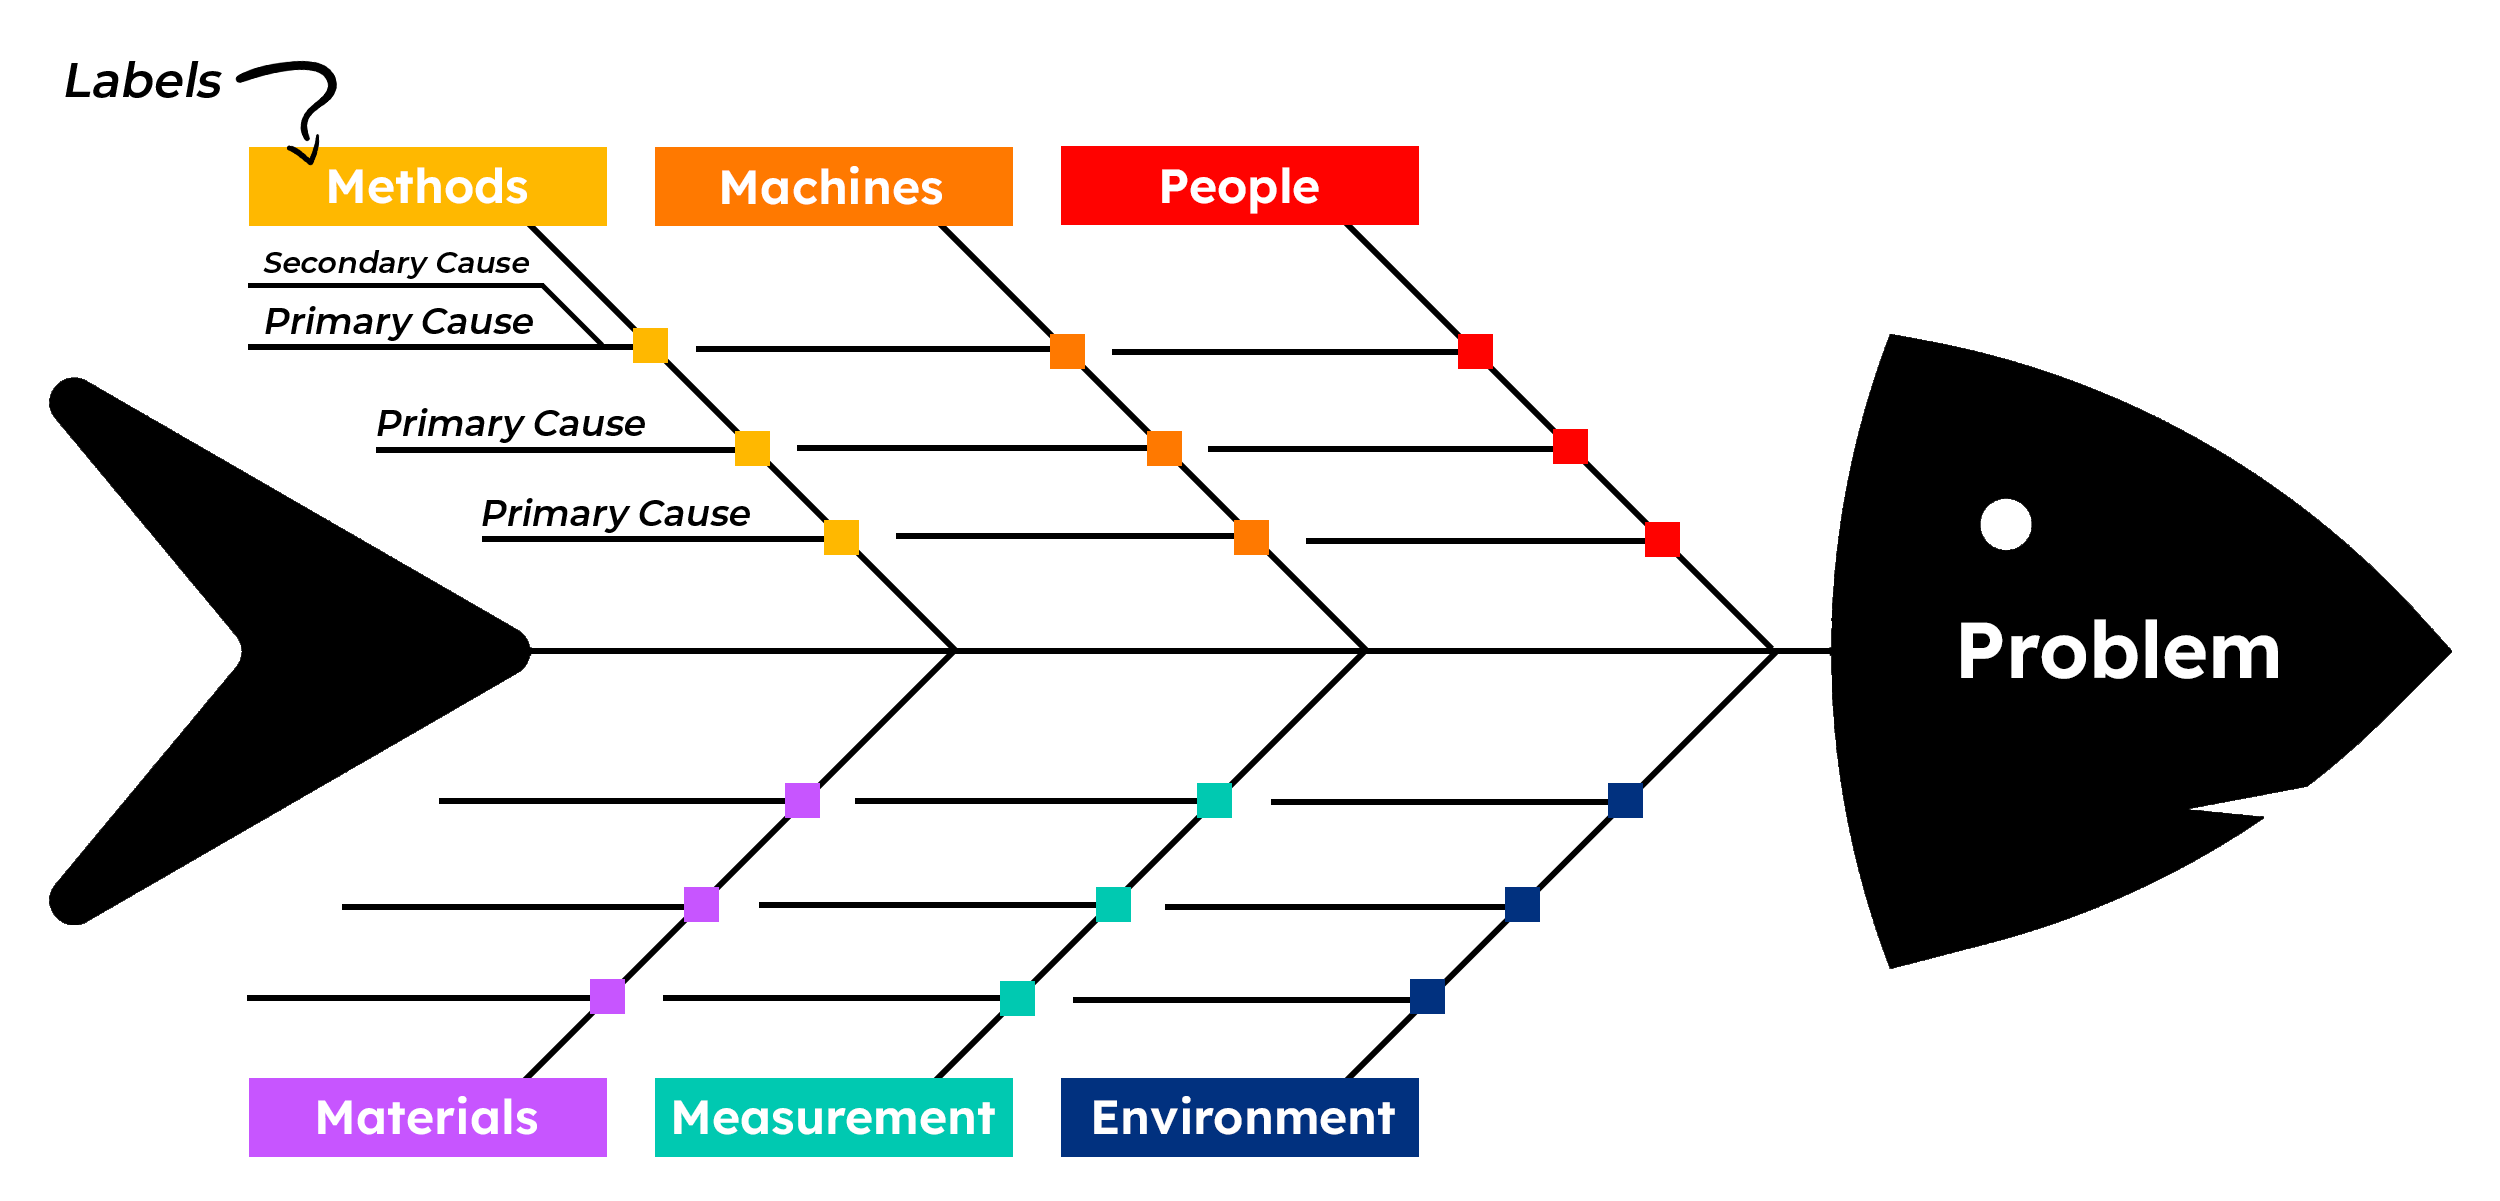 Labels
Methods
Machines
People
Secondary Cause
Primary Cause
Primary Cause
Primary Cause
Problem
Materials
Measurement
Environment